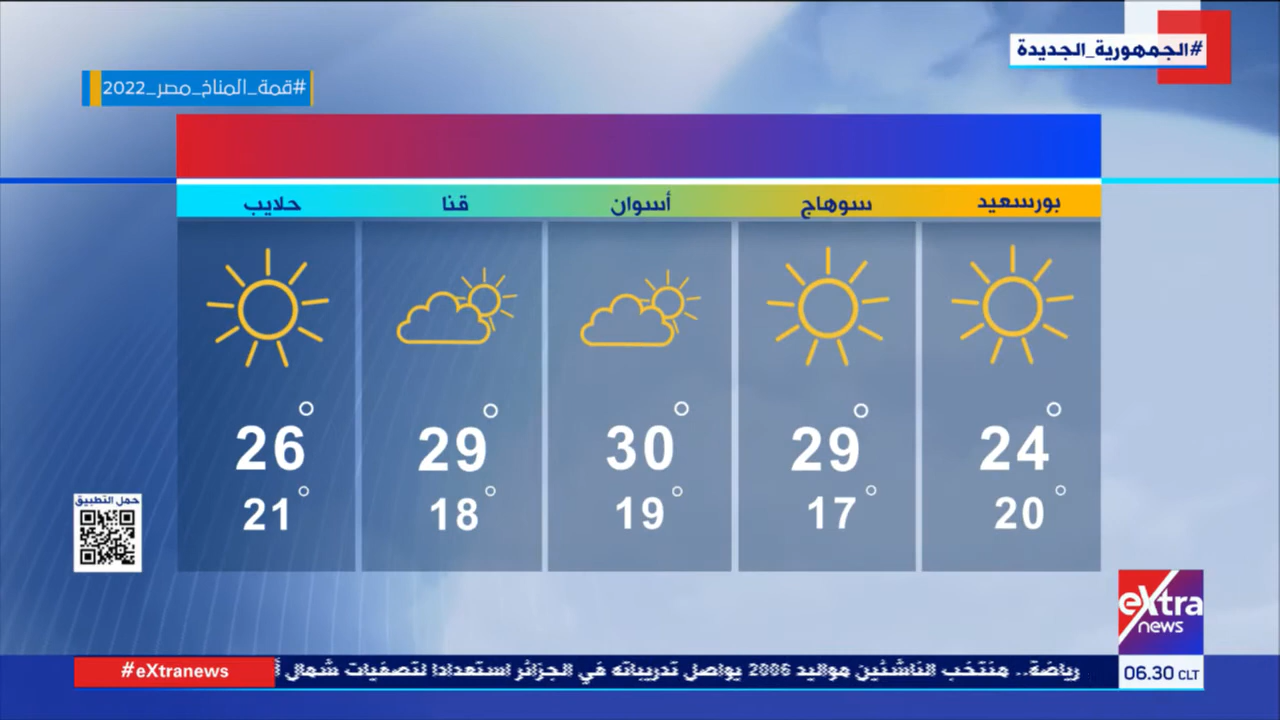 #الجمهورية_الجديدة
#قمة_المناخ_مصر_2022
بورسعيد سوهاج أسوان قنا حلايب
24° 29° 30° 29° 26°
20° 17° 19° 18° 21°
حمل التطبيق
eXtra
news
رياضة.. منتخب الناشئين مواليد 2006 يواصل تدريباته في الجزائر استعدادا لتصفيات شمال أ
#eXtranews
06.30 CLT